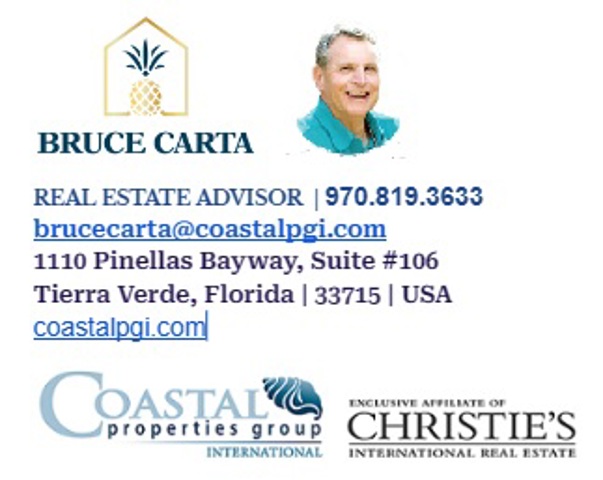 BRUCE CARTA
REAL ESTATE ADVISOR | 970.819.3633
brucecarta@coastalpgi.com
1110 Pinellas Bayway, Suite #106
Tierra Verde, Florida | 33715 | USA
coastalpgi.com
COASTAL
properties group
INTERNATIONAL
EXCLUSIVE AFFILIATE OF
CHRISTIE'S
INTERNATIONAL REAL ESTATE